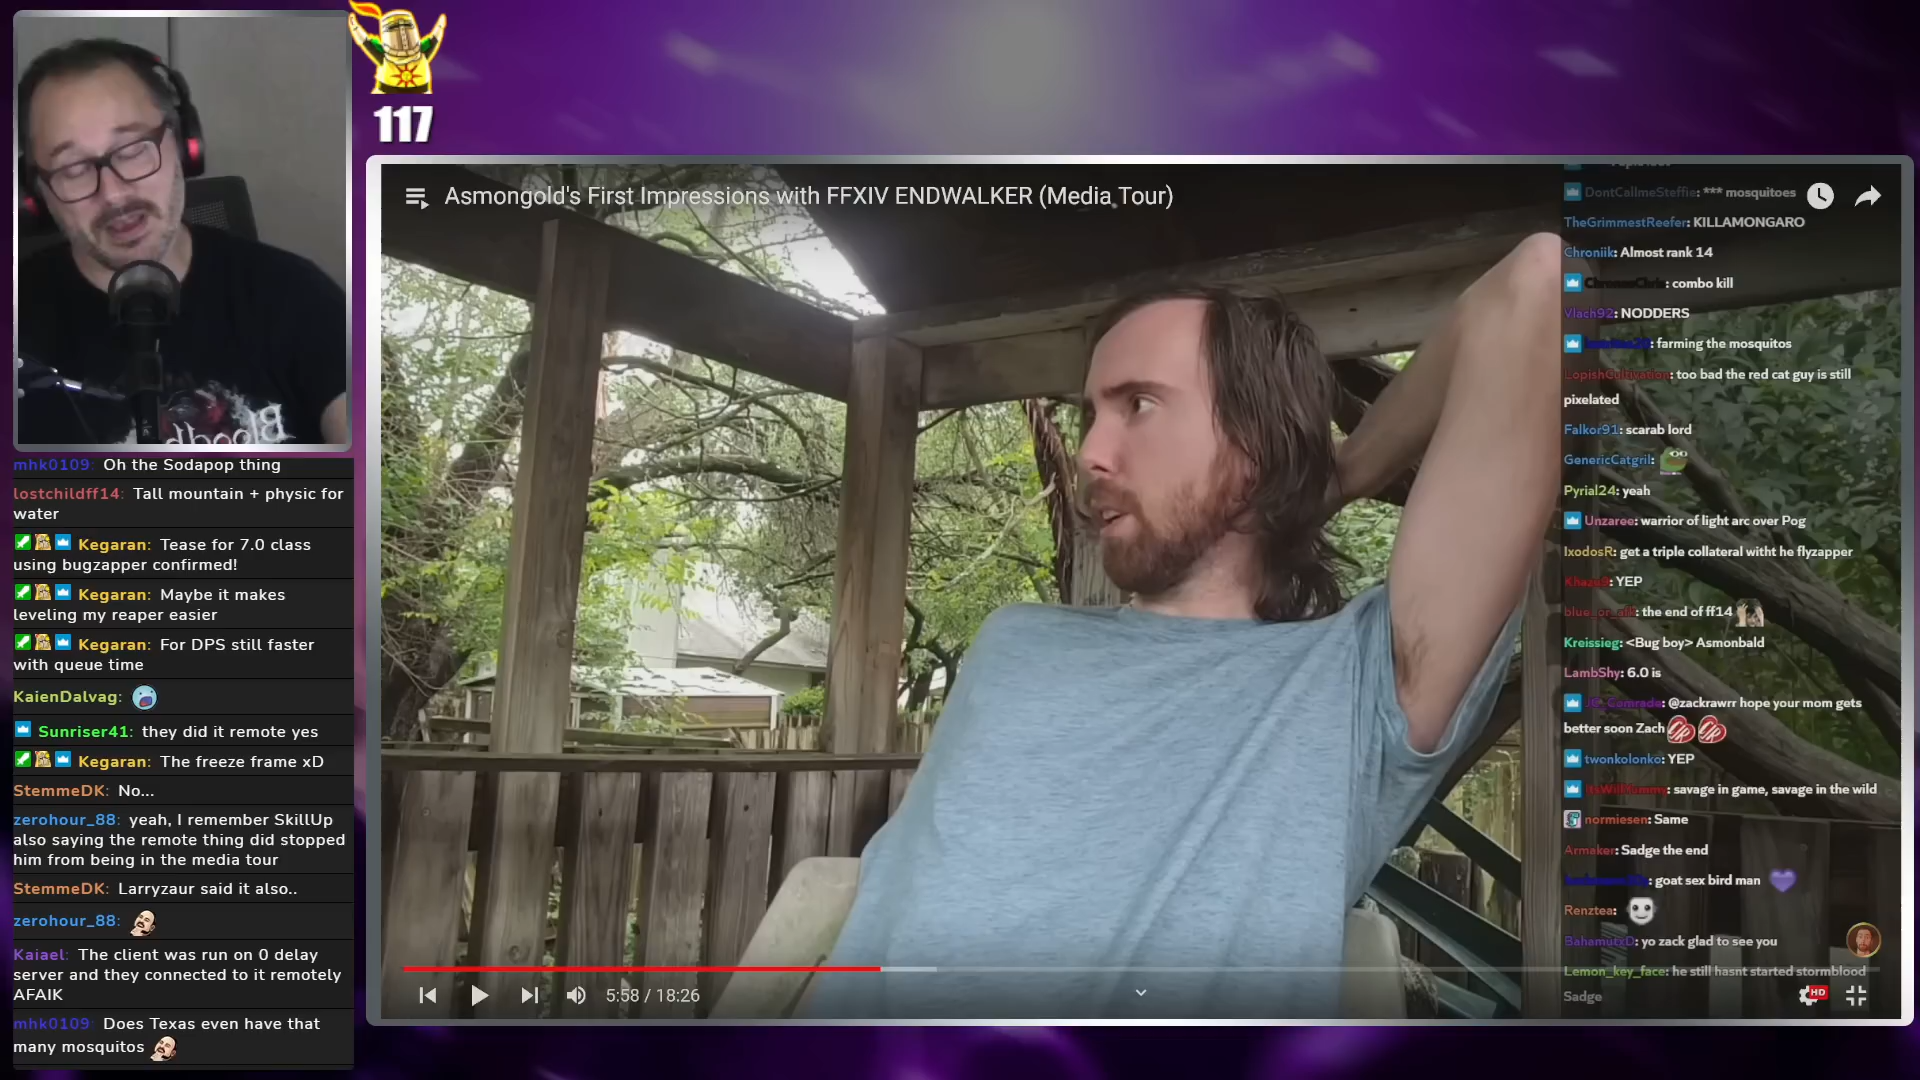 117
Asmongold's First Impressions with FFXIV ENDWALKER (Media Tour)
mhk0109: Oh the Sodapop thing
lostchildff14: Tall mountain + physic for
water
Kegaran: Tease for 7.0 class
using bugzapper confirmed!
Kegaran: Maybe it makes
leveling my reaper easier
Kegaran: For DPS still faster
with queue time
KaienDalvag:
Sunriser41: they did it remote yes
Kegaran: The freeze frame xD
StemmeDK: No...
zerohour_88: yeah, I remember SkillUp
also saying the remote thing did stopped
him from being in the media tour
StemmeDK: Larryzaur said it also..
zerohour_88:
Kaiael: The client was run on 0 delay
server and they connected to it remotely
AFAIK
mhk0109: Does Texas even have that
many mosquitos
DontCallmeSteffie: *** mosquitoes
TheGrimmestReefer: KILLAMONGARO
Chroniik: Almost rank 14
: combo kill
Vlach92: NODDERS
: farming the mosquitos
LopishCultivation: too bad the red cat guy is still
pixelated
Falkor91: scarab lord
GenericCatgril:
Pyrial24: yeah
Unzaree: warrior of light arc over Pog
IxodosR: get a triple collateral witht he flyzapper
: YEP
: the end of ff14
Kreissieg: <Bug boy> Asmonbald
LambShy: 6.0 is
: @zackrawrr hope your mom gets
better soon Zach
twonkolonko: YEP
ItsWillYummy: savage in game, savage in the wild
normiesen: Same
Armaker: Sadge the end
: goat sex bird man
Renztea:
BahamutxD: yo zack glad to see you
Lemon_key_face: he still hasnt started stormblood
Sadge
5:58 / 18:26
HD